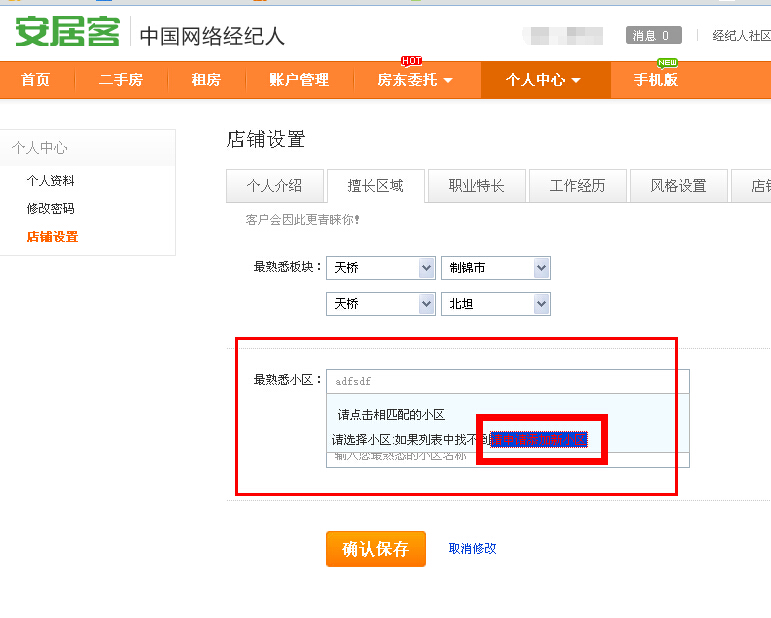 安居客 中国网络经纪人
消息 0
经纪人社区
HOT
NEW
首页 二手房 租房 账户管理 房东委托 个人中心 手机版
个人中心
个人资料
修改密码
店铺设置
店铺设置
个人介绍 擅长区域 职业特长 工作经历 风格设置
客户会因此更青睐你!
最熟悉板块: 天桥 制锦市
天桥 北坦
最熟悉小区: adfsdf
请点击相匹配的小区
请选择小区:如果列表中找不到
输入您最熟悉的小区名称
确认保存 取消修改